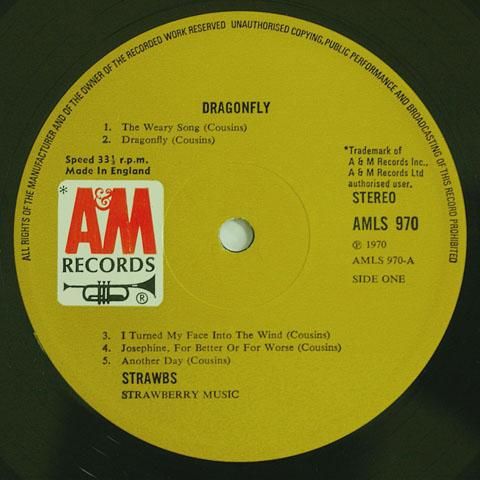 ALL RIGHTS OF THE MANUFACTURER AND OF THE OWNER OF THE RECORDED WORK RESERVED UNAUTHORISED COPYING, PUBLIC PERFORMANCE AND BROADCASTING OF THIS RECORD PROHIBITED
DRAGONFLY
1. The Weary Song (Cousins)
2. Dragonfly (Cousins)
Speed 33⅓ r.p.m.
Made In England
*Trademark of
A & M Records Inc.,
A & M Records Ltd
authorised user.
STEREO
* A&M
RECORDS
®
AMLS 970
℗ 1970
AMLS 970-A
SIDE ONE
3. I Turned My Face Into The Wind (Cousins)
4. Josephine, For Better Or For Worse (Cousins)
5. Another Day (Cousins)
STRAWBS
STRAWBERRY MUSIC